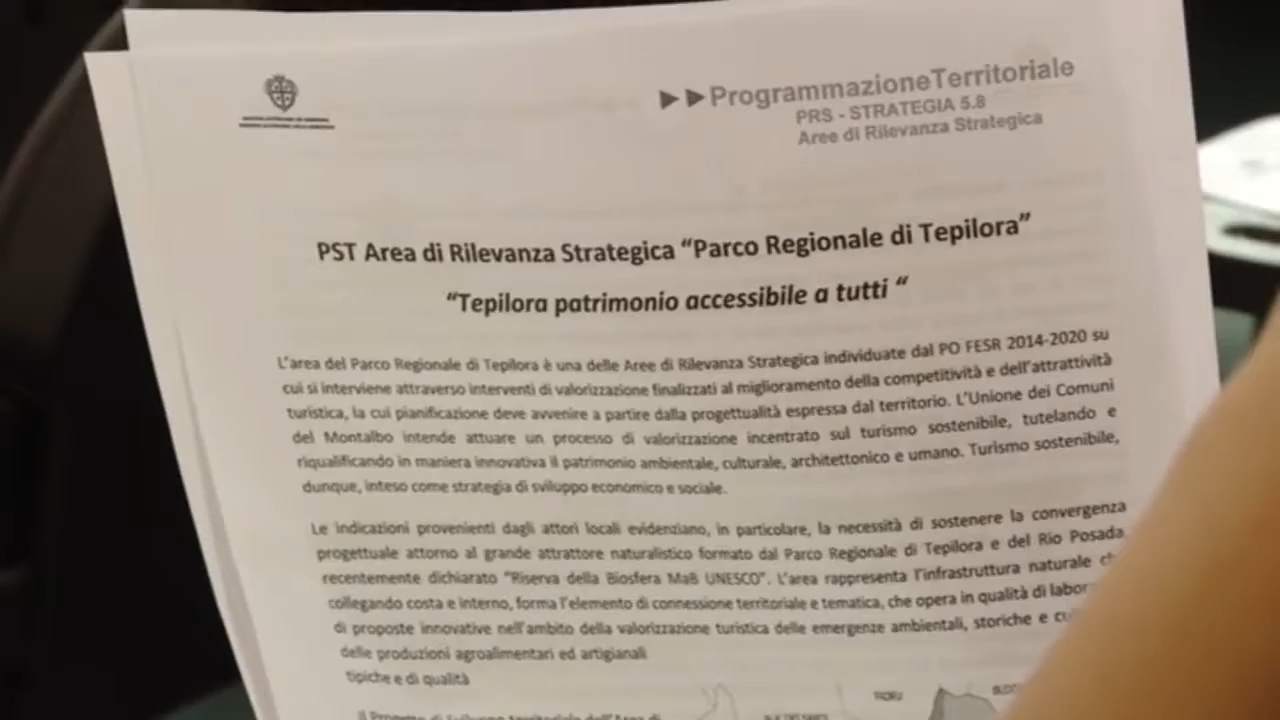 ▶▶ProgrammazioneTerritoriale
PRS - STRATEGIA 5.8
Aree di Rilevanza Strategica
PST Area di Rilevanza Strategica “Parco Regionale di Tepilora”
“Tepilora patrimonio accessibile a tutti “
L’area del Parco Regionale di Tepilora è una delle Aree di Rilevanza Strategica individuate dal PO FESR 2014-2020 su
cui si interviene attraverso interventi di valorizzazione finalizzati al miglioramento della competitività e dell’attrattività
turistica, la cui pianificazione deve avvenire a partire dalla progettualità espressa dal territorio. L’Unione dei Comuni
del Montalbo intende attuare un processo di valorizzazione incentrato sul turismo sostenibile, tutelando e
riqualificando in maniera innovativa il patrimonio ambientale, culturale, architettonico e umano. Turismo sostenibile,
dunque, inteso come strategia di sviluppo economico e sociale.
Le indicazioni provenienti dagli attori locali evidenziano, in particolare, la necessità di sostenere la convergenza
progettuale attorno al grande attrattore naturalistico formato dal Parco Regionale di Tepilora e del Rio Posada
recentemente dichiarato “Riserva della Biosfera MaB UNESCO”. L’area rappresenta l’infrastruttura naturale
collegando costa e interno, forma l’elemento di connessione territoriale e tematica, che opera in qualità di
di proposte innovative nell’ambito della valorizzazione turistica delle emergenze ambientali, storiche e
delle produzioni agroalimentari ed artigianali
tipiche e di qualità